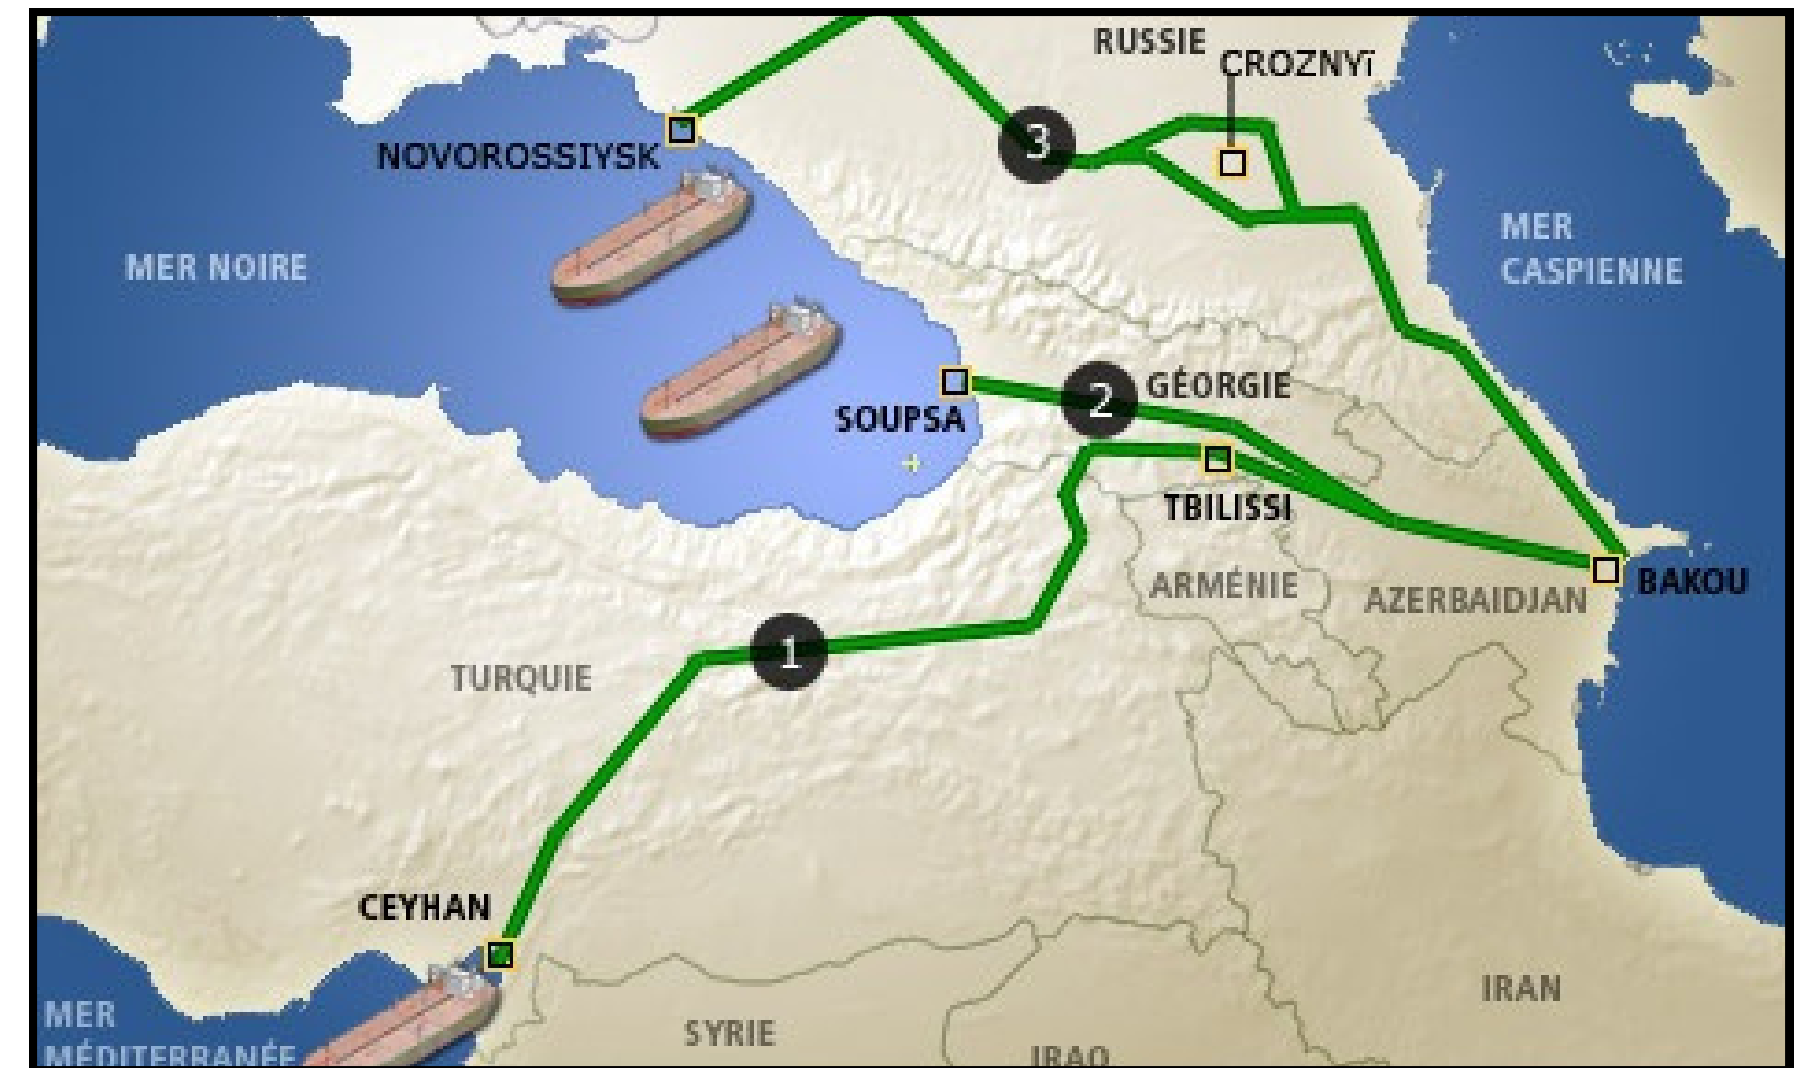 RUSSIE
CROZNYï
3
NOVOROSSIYSK
MER NOIRE
MER
CASPIENNE
2
GÉORGIE
SOUPSA
TBILISSI
ARMÉNIE
AZERBAIDJAN
BAKOU
1
TURQUIE
CEYHAN
MER
MÉDITERRANÉE
SYRIE
IRAQ
IRAN